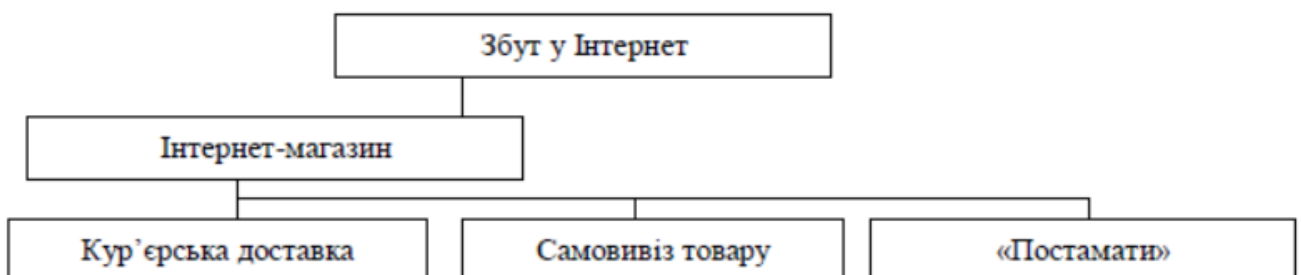 Збут у Інтернет
Інтернет-магазин
Кур’єрська доставка
Самовивіз товару
«Постамати»